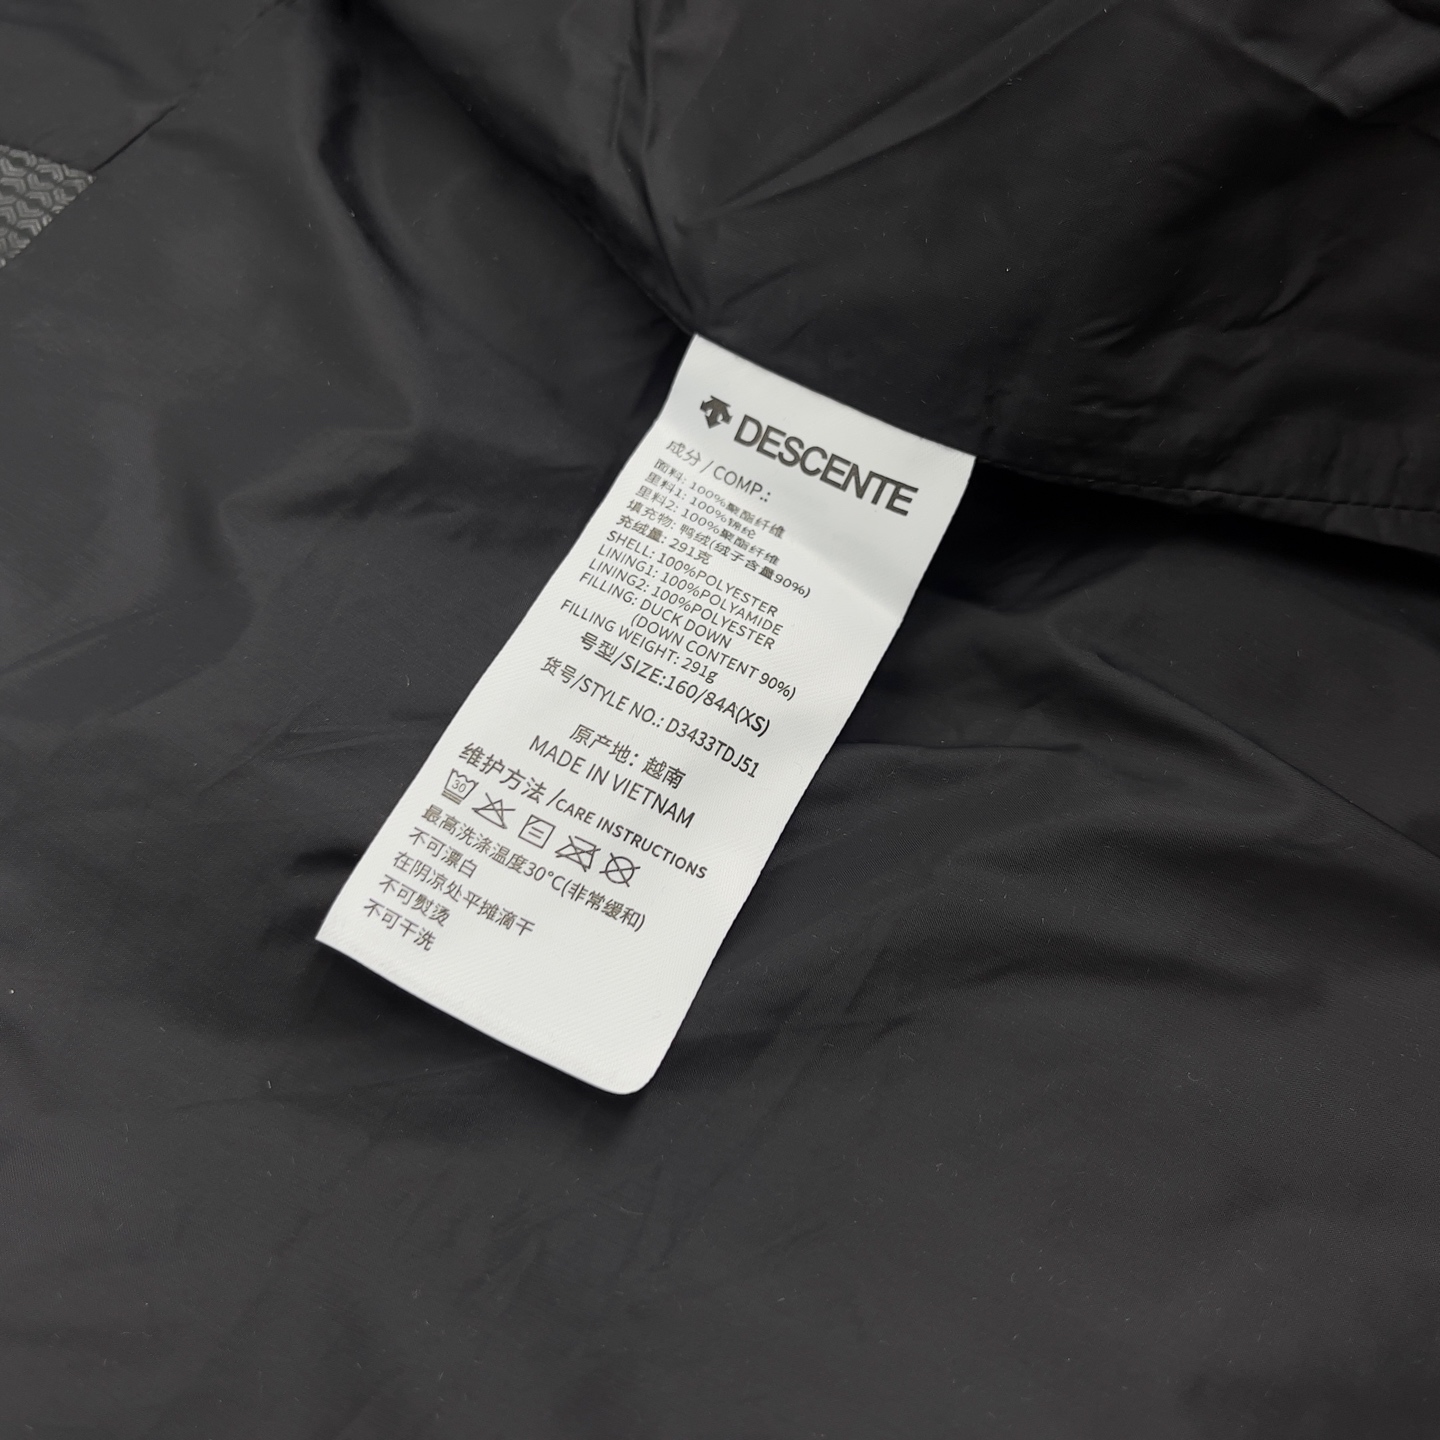 DESCENTE
成分 / COMP.:
面料: 100%聚酯纤维
里料1: 100%锦纶
里料2: 100%聚酯纤维
填充物: 鸭绒(绒子含量90%)
充绒量: 291克
SHELL: 100%POLYESTER
LINING1: 100%POLYAMIDE
LINING2: 100%POLYESTER
FILLING: DUCK DOWN
(DOWN CONTENT 90%)
FILLING WEIGHT: 291g
号型/SIZE:160/84A(XS)
货号/STYLE NO.: D3433TDJ51
原产地：越南
MADE IN VIETNAM
维护方法 /CARE INSTRUCTIONS
30
最高洗涤温度30°C(非常缓和)
不可漂白
在阴凉处平摊滴干
不可熨烫
不可干洗